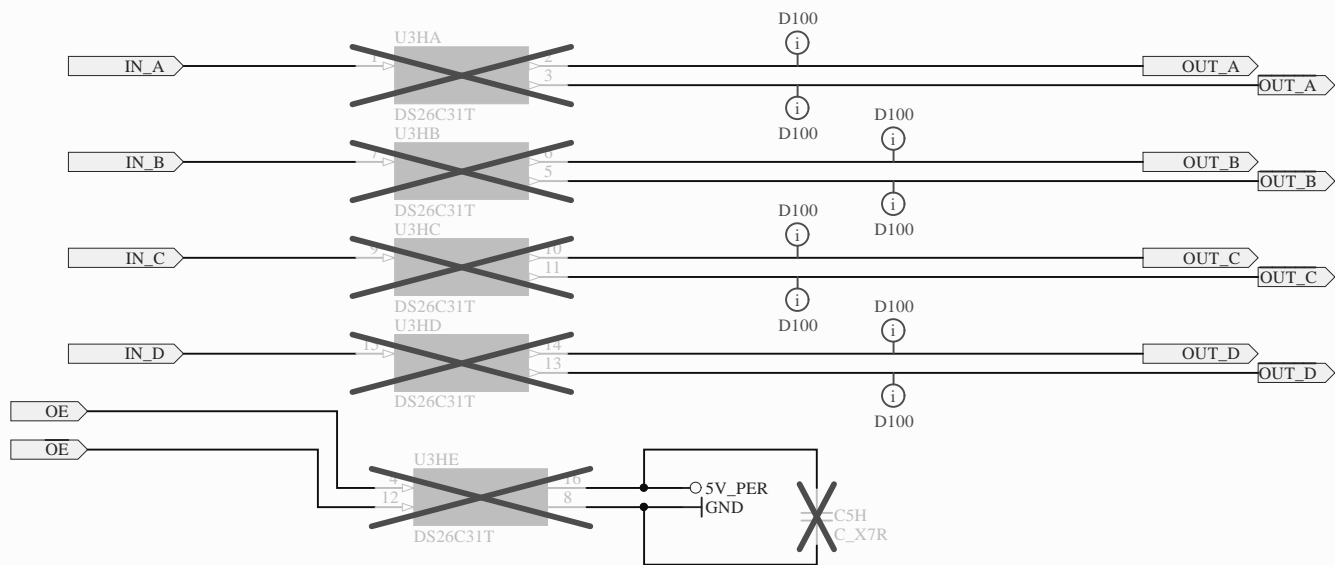 D100
U3HA
IN_A
1
2
OUT_A
3
OUT_A
DS26C31T
D100
D100
U3HB
IN_B
7
6
OUT_B
5
OUT_B
DS26C31T
D100
D100
U3HC
IN_C
9
10
OUT_C
11
OUT_C
DS26C31T
D100
D100
U3HD
IN_D
15
14
OUT_D
13
OUT_D
DS26C31T
D100
OE
OE
U3HE
4
16
5V_PER
12
8
GND
DS26C31T
C5H
C_X7R
i
i
i
i
i
i
i
i